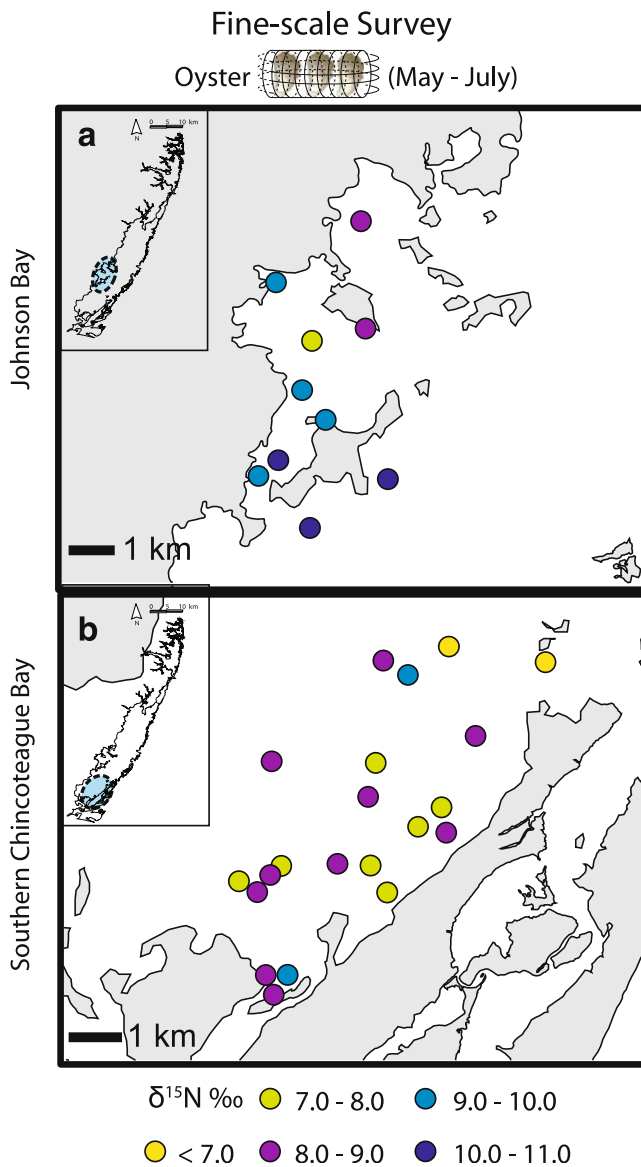 Fine-scale Survey
Oyster (May - July)
Johnson Bay
a
0 5 10 km
N
1 km
Southern Chincoteague Bay
b
0 5 10 km
N
1 km
δ¹⁵N ‰ 7.0 - 8.0 9.0 - 10.0
< 7.0 8.0 - 9.0 10.0 - 11.0